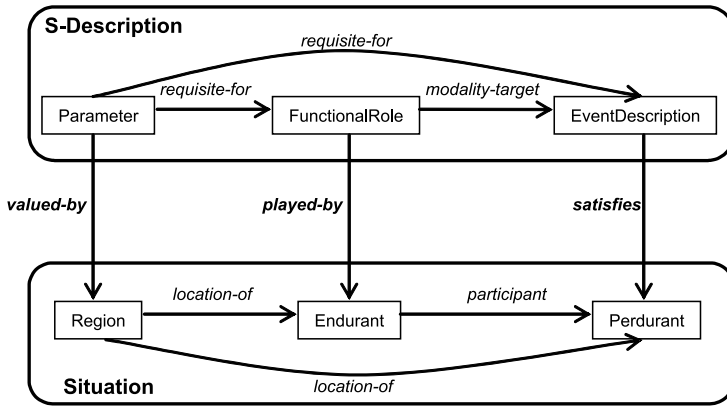 S-Description
requisite-for
requisite-for
modality-target
Parameter
FunctionalRole
EventDescription
valued-by
played-by
satisfies
location-of
participant
Region
Endurant
Perdurant
Situation
location-of